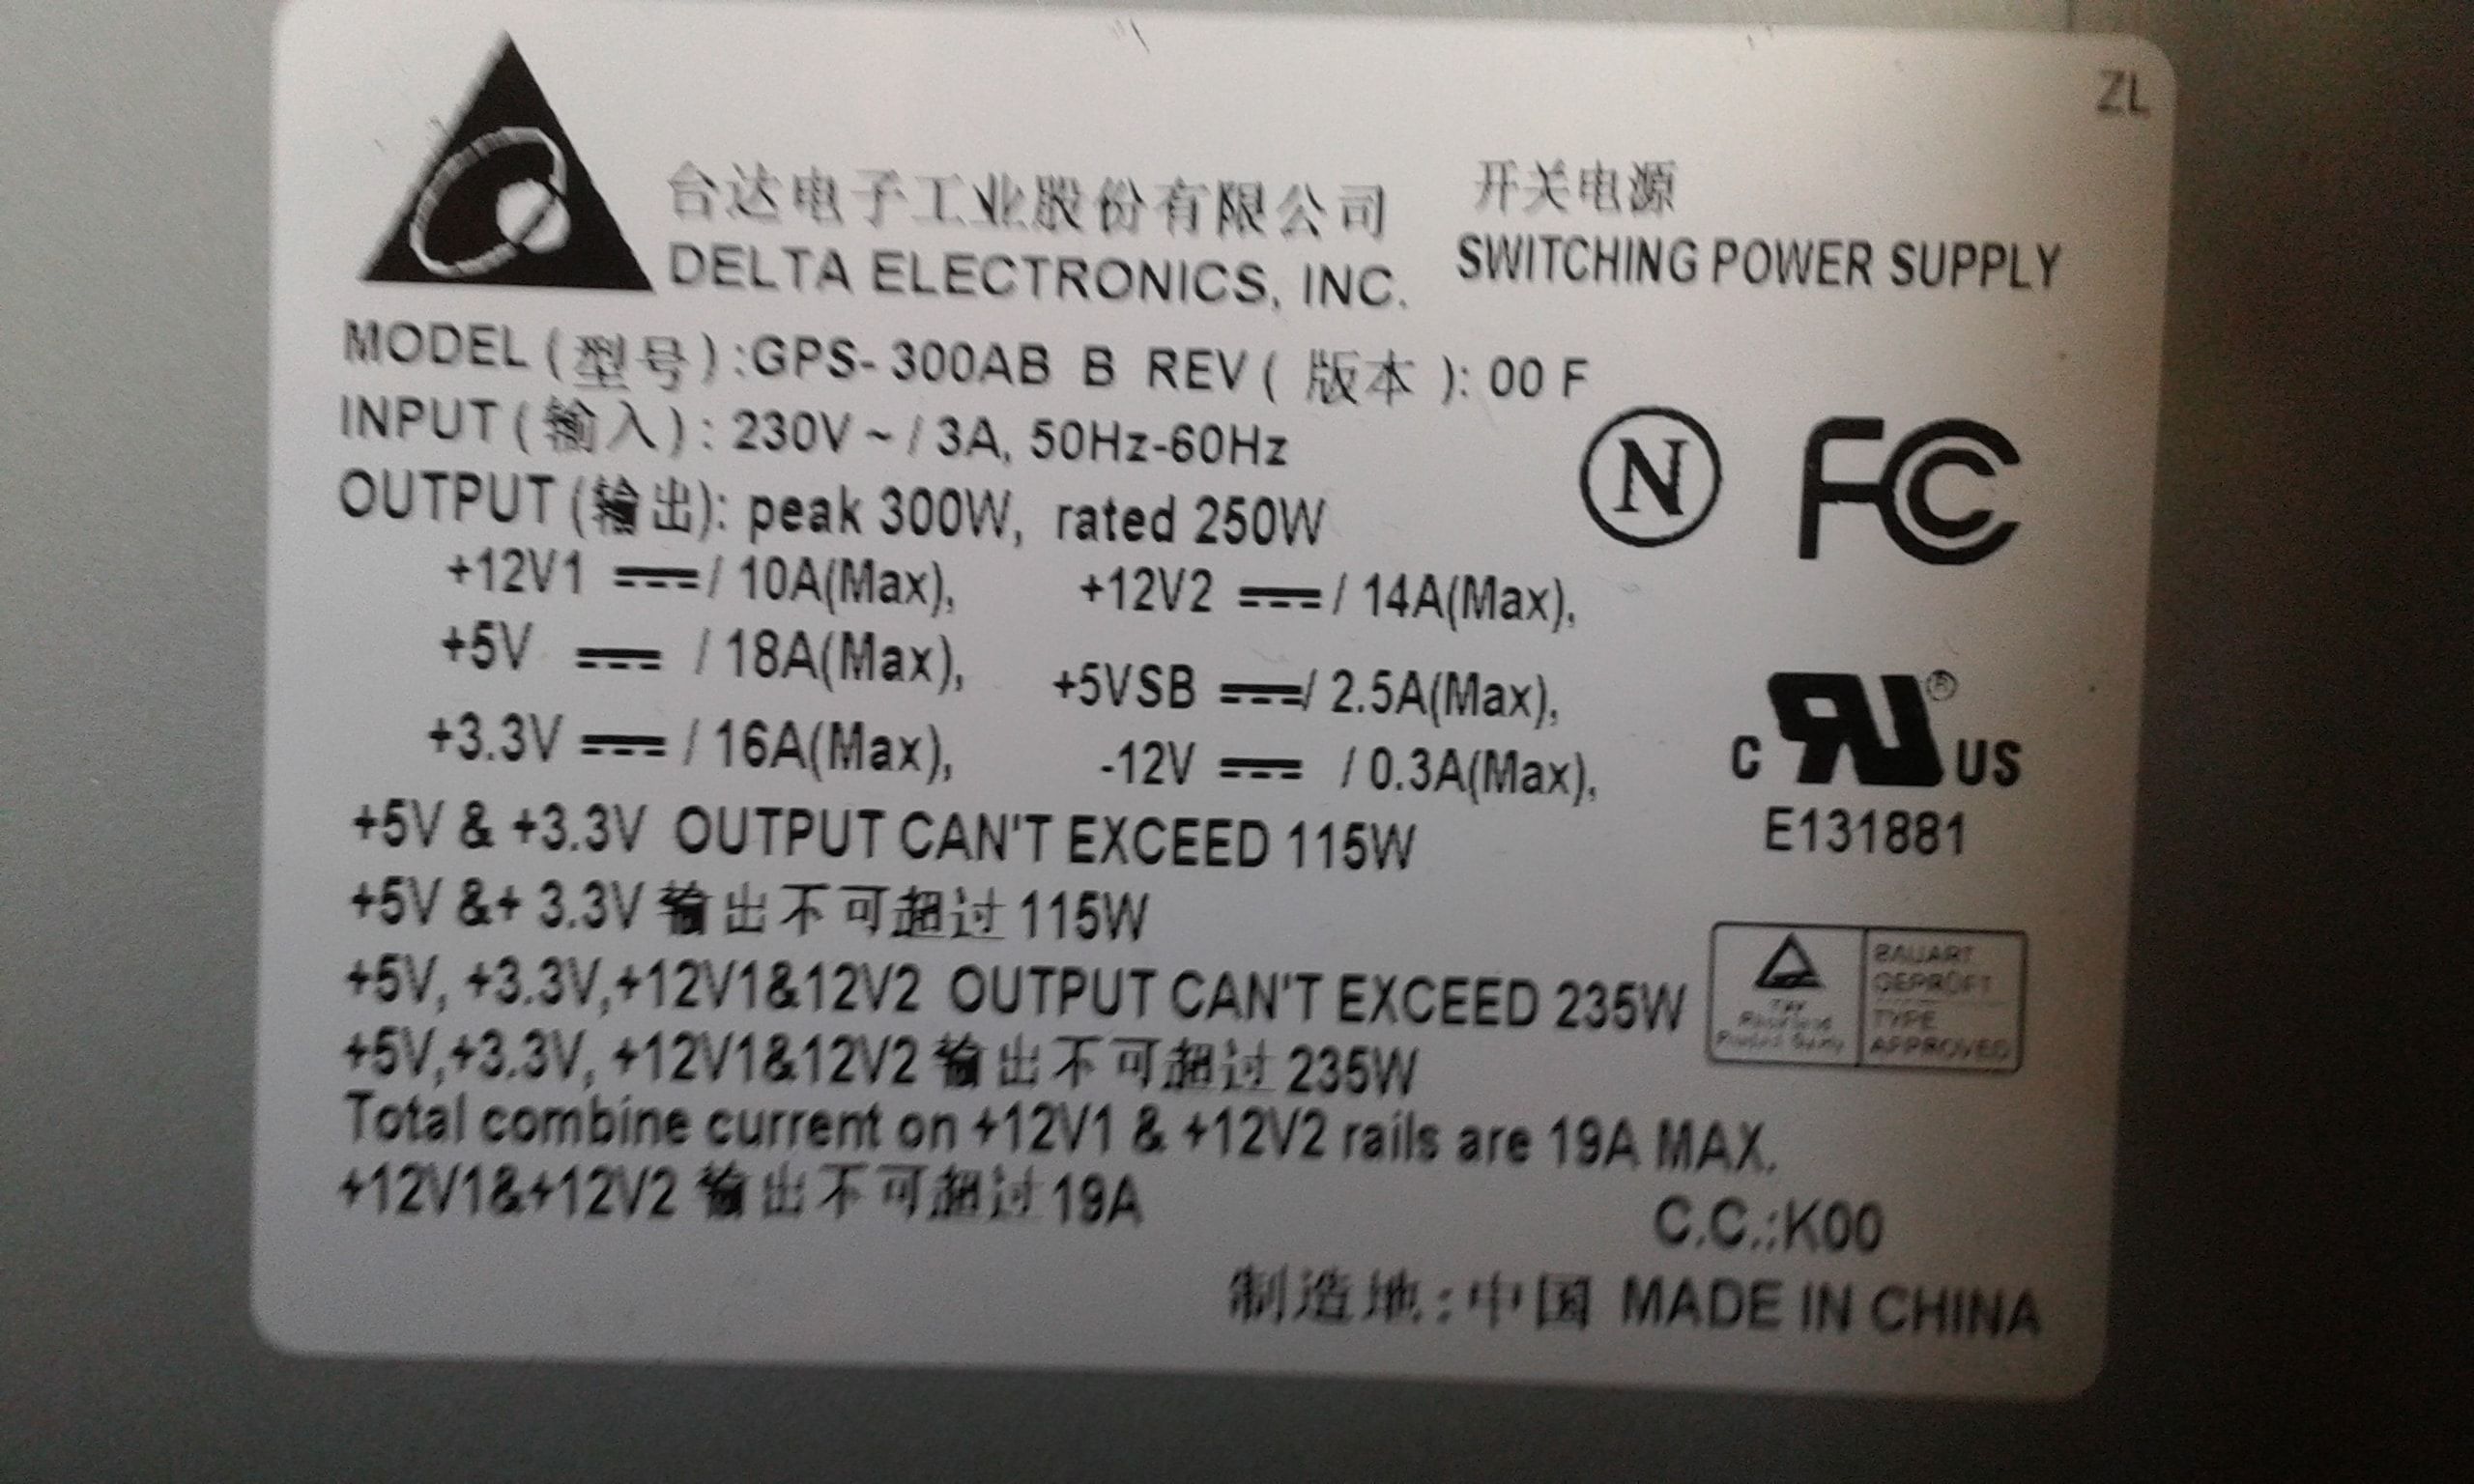 ZL
台达电子工业股份有限公司 开关电源
DELTA ELECTRONICS, INC. SWITCHING POWER SUPPLY
MODEL (型号) :GPS-300AB B REV ( 版本 ): 00 F
INPUT (输入) : 230V ~ / 3A, 50Hz-60Hz
OUTPUT (输出): peak 300W, rated 250W
N FC
+12V1 ⎓ / 10A(Max), +12V2 ⎓ / 14A(Max),
+5V ⎓ / 18A(Max), +5VSB ⎓ / 2.5A(Max),
+3.3V ⎓ / 16A(Max), -12V ⎓ / 0.3A(Max),
C RU® US
E131881
+5V & +3.3V OUTPUT CAN'T EXCEED 115W
+5V &+ 3.3V 输出不可超过 115W
+5V, +3.3V,+12V1&12V2 OUTPUT CAN'T EXCEED 235W
+5V,+3.3V, +12V1&12V2 输出不可超过 235W
BAUART
GEPRÜFT
TYPE
APPROVED
Total combine current on +12V1 & +12V2 rails are 19A MAX.
+12V1&+12V2 输出不可超过 19A
C.C.:K00
制造地:中国 MADE IN CHINA